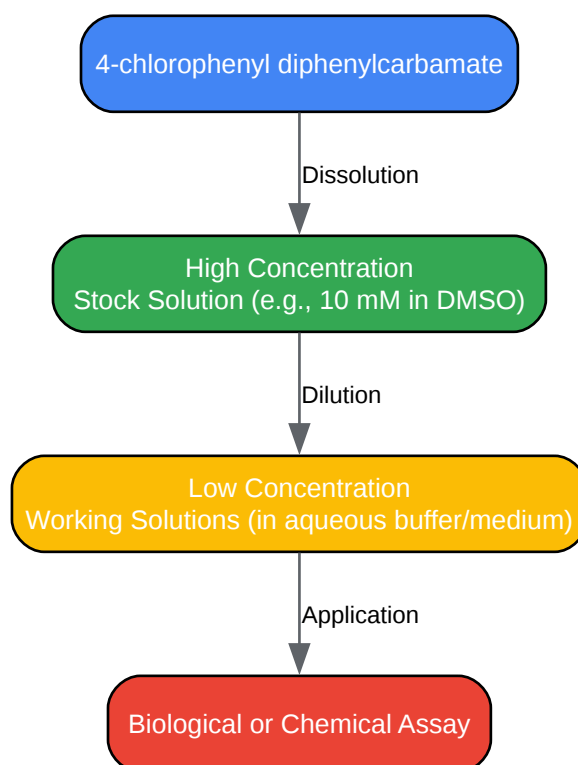 4-chlorophenyl diphenylcarbamate
Dissolution
High Concentration
Stock Solution (e.g., 10 mM in DMSO)
Dilution
Low Concentration
Working Solutions (in aqueous buffer/medium)
Application
Biological or Chemical Assay